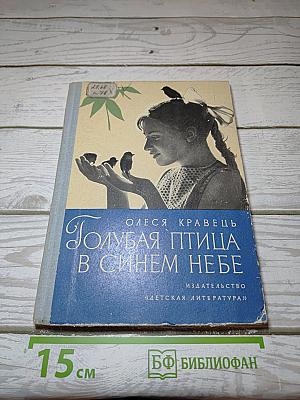 ОЛЕСЯ КРАВЕЦЬ
ГОЛУБАЯ ПТИЦА
В СИНЕМ НЕБЕ
ИЗДАТЕЛЬСТВО
«ДЕТСКАЯ ЛИТЕРАТУРА»
15 см
БФ БИБЛИОФАН